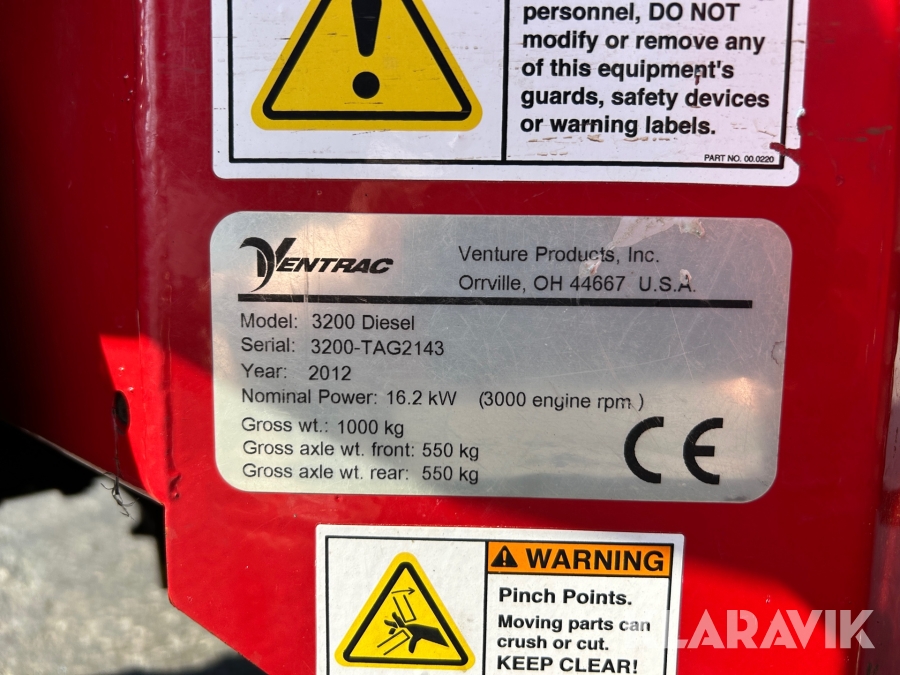 personnel, DO NOT
modify or remove any
of this equipment's
guards, safety devices
or warning labels.
PART NO. 00.0220
VENTRAC
Venture Products, Inc.
Orrville, OH 44667 U.S.A.
Model: 3200 Diesel
Serial: 3200-TAG2143
Year: 2012
Nominal Power: 16.2 kW (3000 engine rpm )
Gross wt.: 1000 kg
Gross axle wt. front: 550 kg
Gross axle wt. rear: 550 kg
CE
WARNING
Pinch Points.
Moving parts can
crush or cut.
KEEP CLEAR!
KLARAVIK